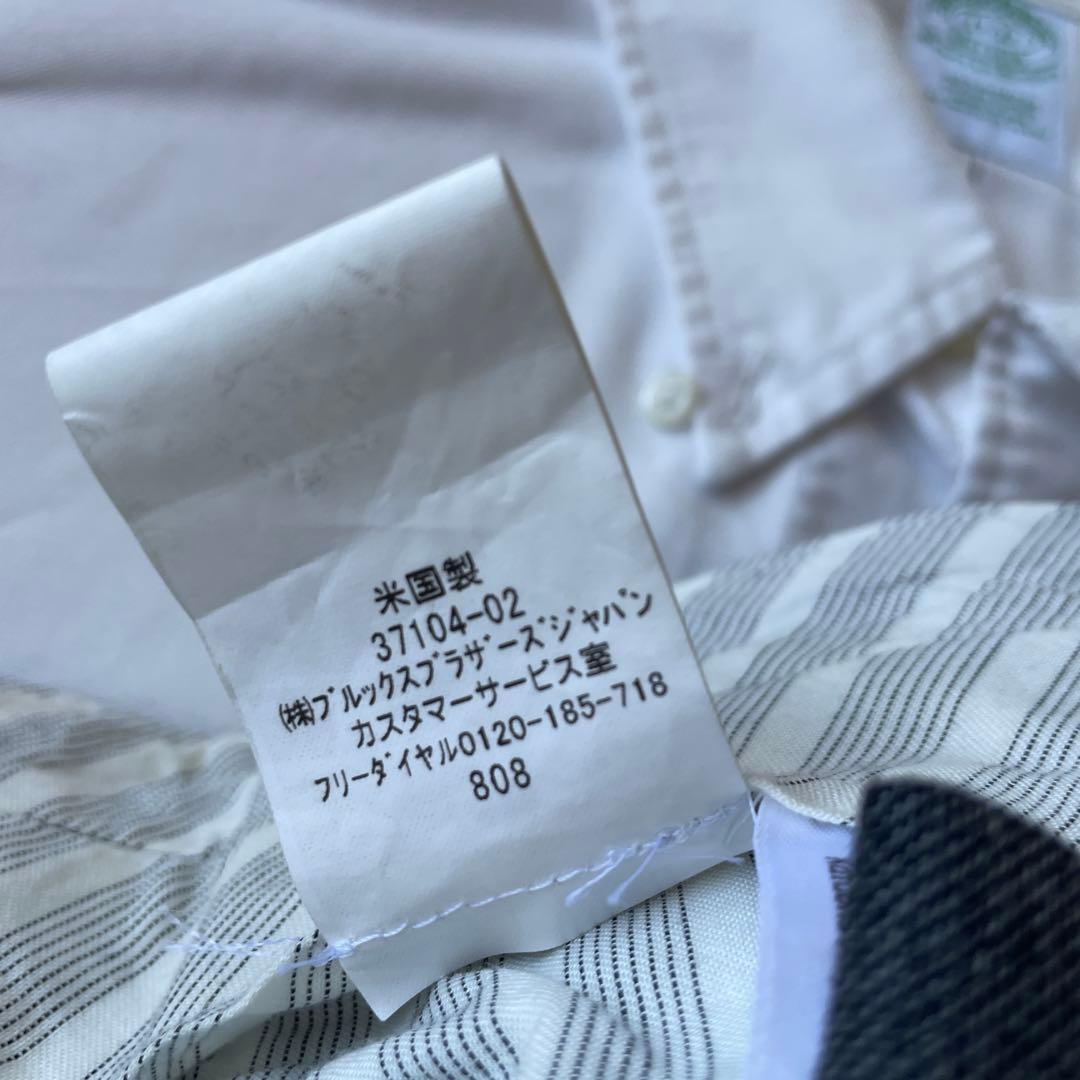 米国製
37104-02
㈱ブルックスブラザーズジャパン
カスタマーサービス室
フリーダイヤル0120-185-718
808